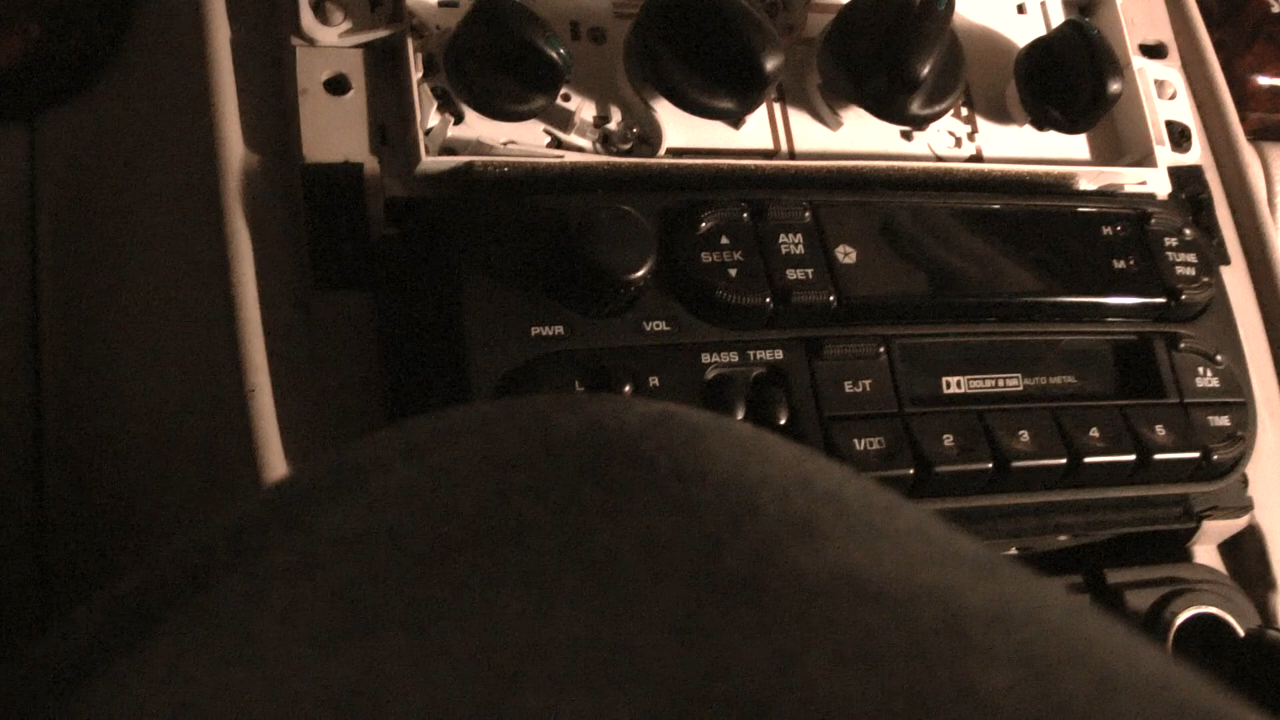 SEEK
AM
FM
SET
H
M
FF
TUNE
RW
PWR
VOL
BASS TREB
L
R
EJT
DOLBY B NR AUTO METAL
SIDE
1/
2
3
4
5
TIME